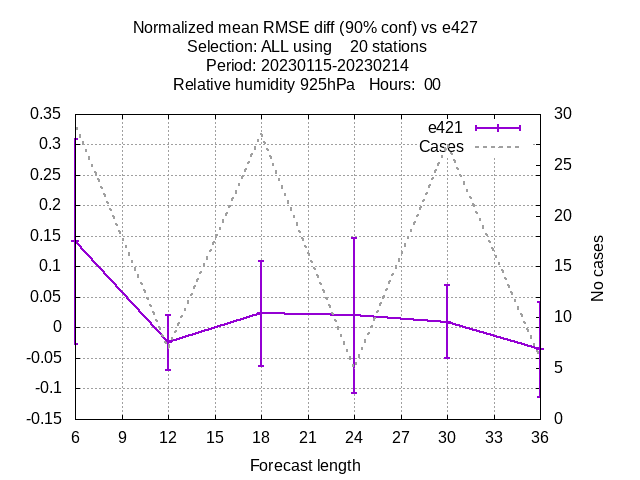 Normalized mean RMSE diff (90% conf) vs e427
Selection: ALL using    20 stations
Period: 20230115-20230214
Relative humidity 925hPa   Hours:  00
0.35
0.3
0.25
0.2
0.15
0.1
0.05
0
-0.05
-0.1
-0.15
e421
Cases
30
25
20
15
10
5
0
No cases
6 9 12 15 18 21 24 27 30 33 36
Forecast length